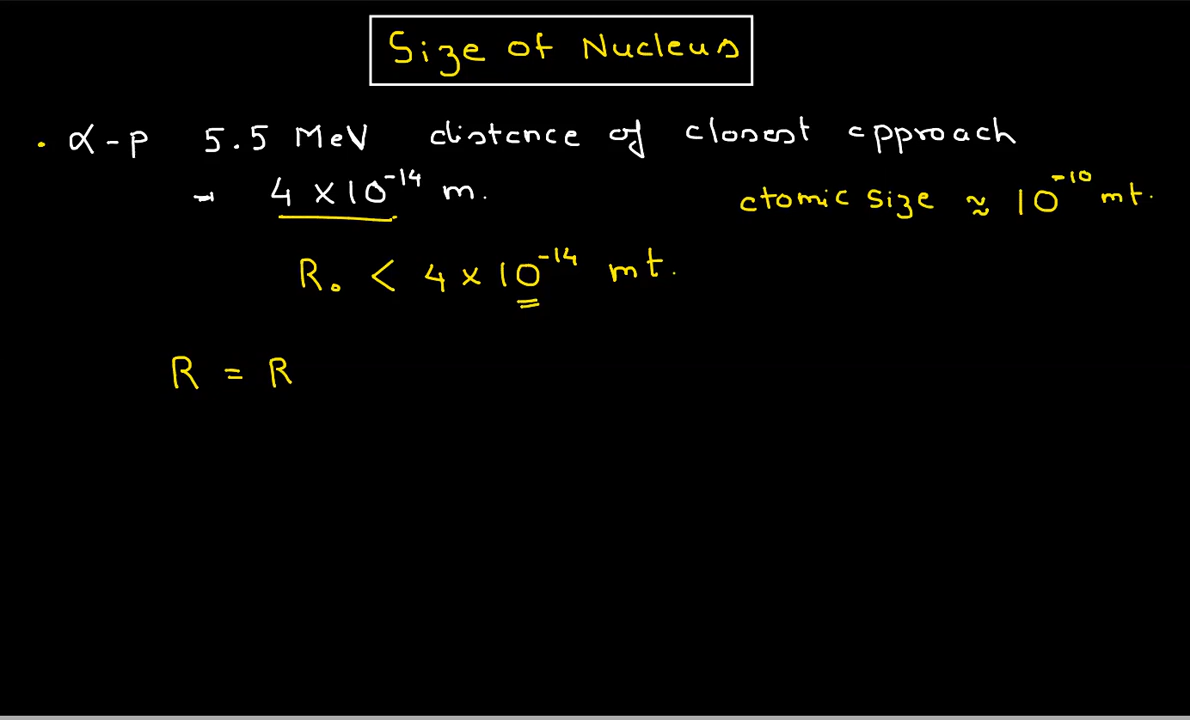 Size of Nucleus
• α-p 5.5 MeV distance of closest approach
- 4 × 10⁻¹⁴ m.
atomic size ≈ 10⁻¹⁰ mt.
R₀ < 4 × 10⁻¹⁴ mt.
R = R